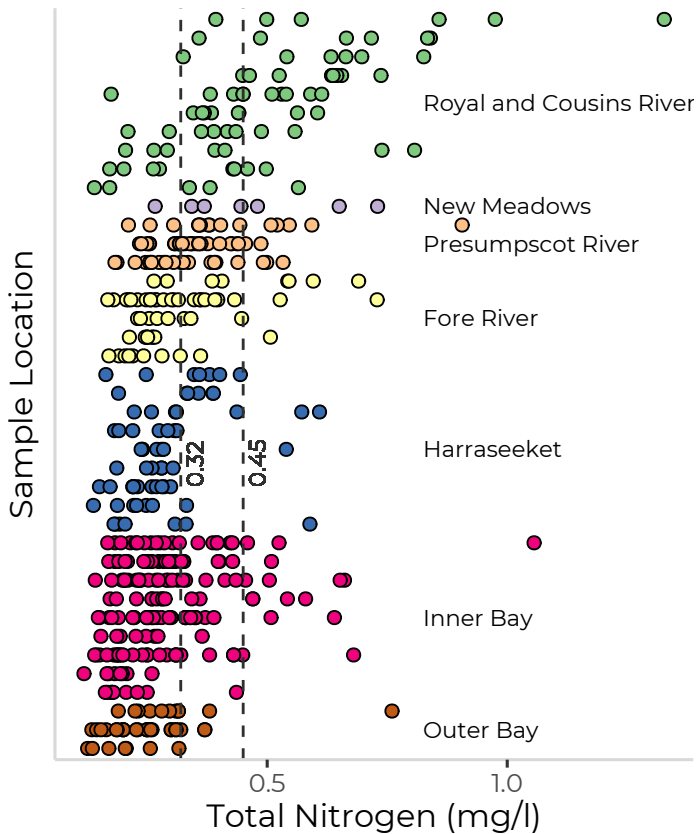 Royal and Cousins River
New Meadows
Presumpscot River
Fore River
Harraseeket
Inner Bay
Outer Bay
0.32
0.45
Sample Location
0.5
1.0
Total Nitrogen (mg/l)